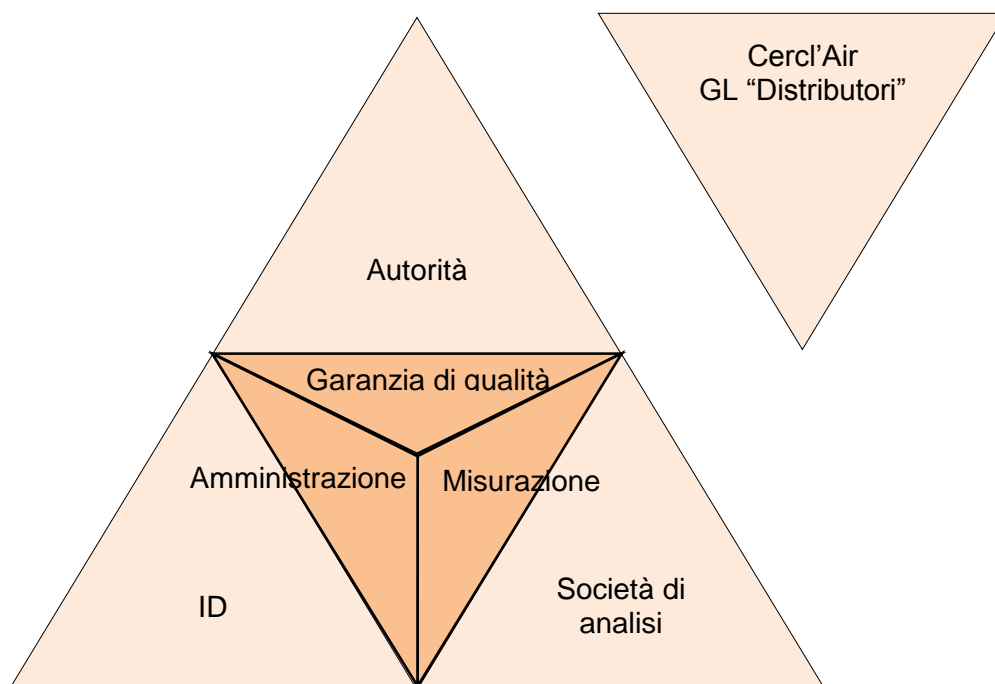 Cercl’Air
GL “Distributori”
Autorità
Garanzia di qualità
Amministrazione
Misurazione
ID
Società di
analisi